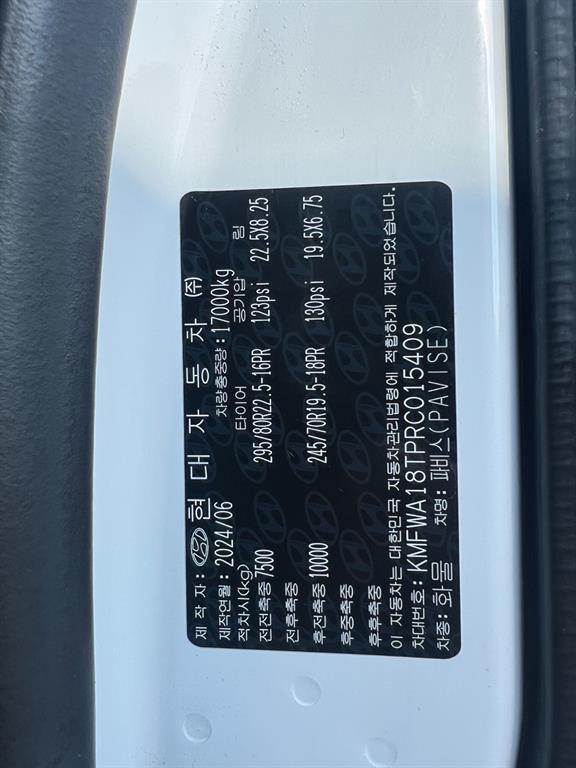 제 작 자 : 현 대 자 동 차 (주)
제작연월 : 2024/06 차량총중량 : 17000kg
적차시(kg) 타이어 공기압 림
전전축중 7500 295/80R22.5-16PR 123psi 22.5X8.25
전후축중
후전축중 10000 245/70R19.5-18PR 130psi 19.5X6.75
후중축중
후후축중
이 자동차는 대한민국 자동차관리법령에 적합하게 제작되었습니다.
차대번호 : KMFWA18TPRC015409
차종 : 화물 차명 : 파비스(PAVISE)